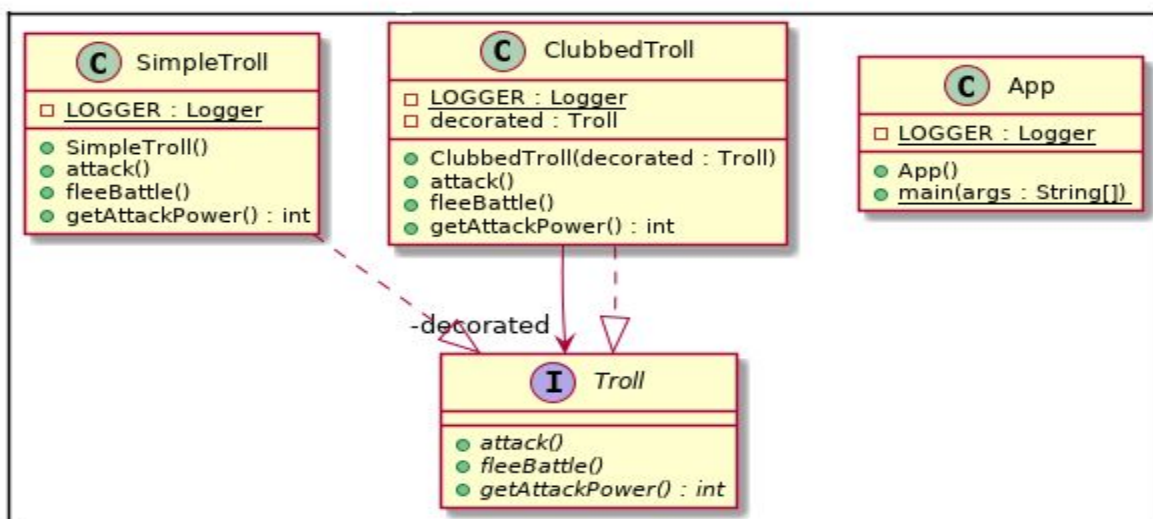 C SimpleTroll
LOGGER : Logger
SimpleTroll()
attack()
fleeBattle()
getAttackPower() : int
C ClubbedTroll
LOGGER : Logger
decorated : Troll
ClubbedTroll(decorated : Troll)
attack()
fleeBattle()
getAttackPower() : int
C App
LOGGER : Logger
App()
main(args : String[])
-decorated
I Troll
attack()
fleeBattle()
getAttackPower() : int